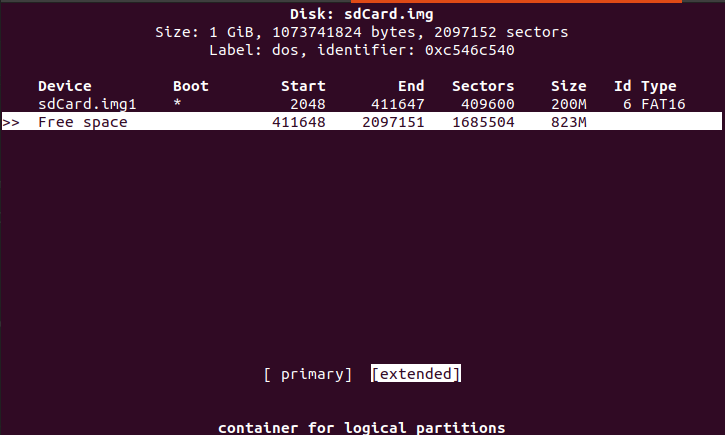 Disk: sdCard.img
Size: 1 GiB, 1073741824 bytes, 2097152 sectors
Label: dos, identifier: 0xc546c540
Device Boot Start End Sectors Size Id Type
sdCard.img1 * 2048 411647 409600 200M 6 FAT16
>> Free space 411648 2097151 1685504 823M
[ primary] [extended]
container for logical partitions